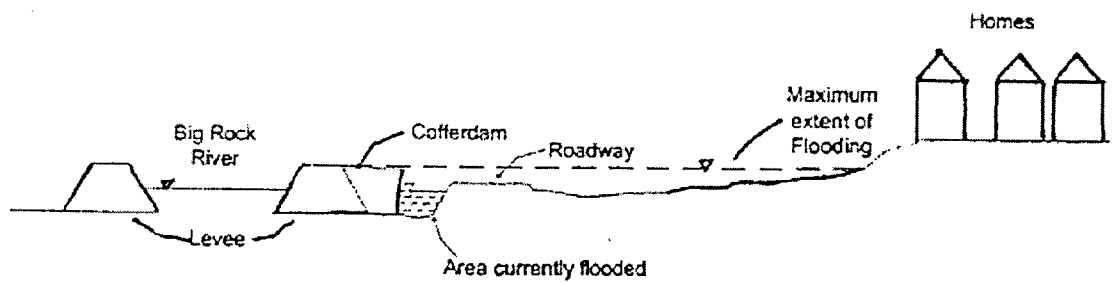 Homes
Maximum
extent of
Flooding
Big Rock
River
Cofferdam
Roadway
Levee
Area currently flooded